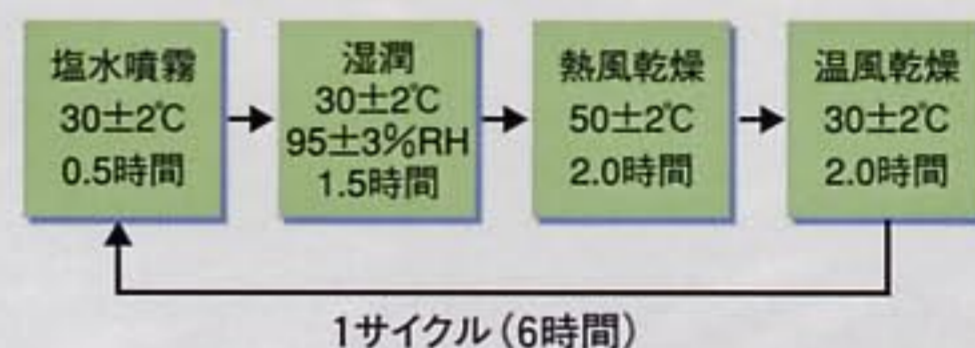 塩水噴霧
30±2℃
0.5時間
湿潤
30±2℃
95±3%RH
1.5時間
熱風乾燥
50±2℃
2.0時間
温風乾燥
30±2℃
2.0時間
1サイクル(6時間)